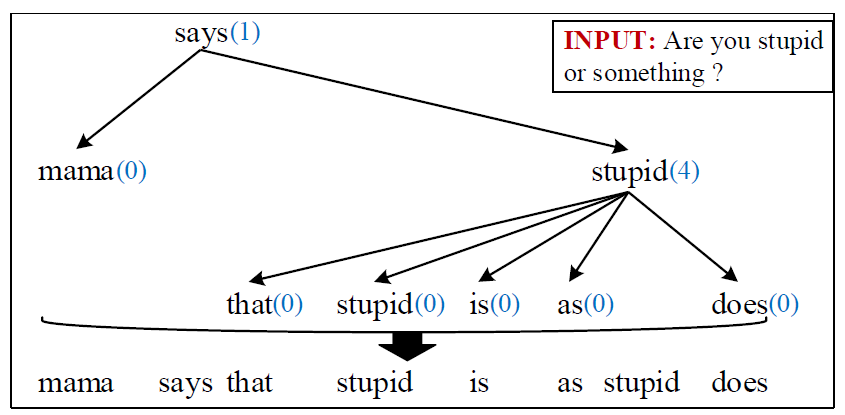 says(1)
INPUT: Are you stupid
or something ?
mama(0)
stupid(4)
that(0) stupid(0) is(0) as(0) does(0)
mama says that stupid is as stupid does